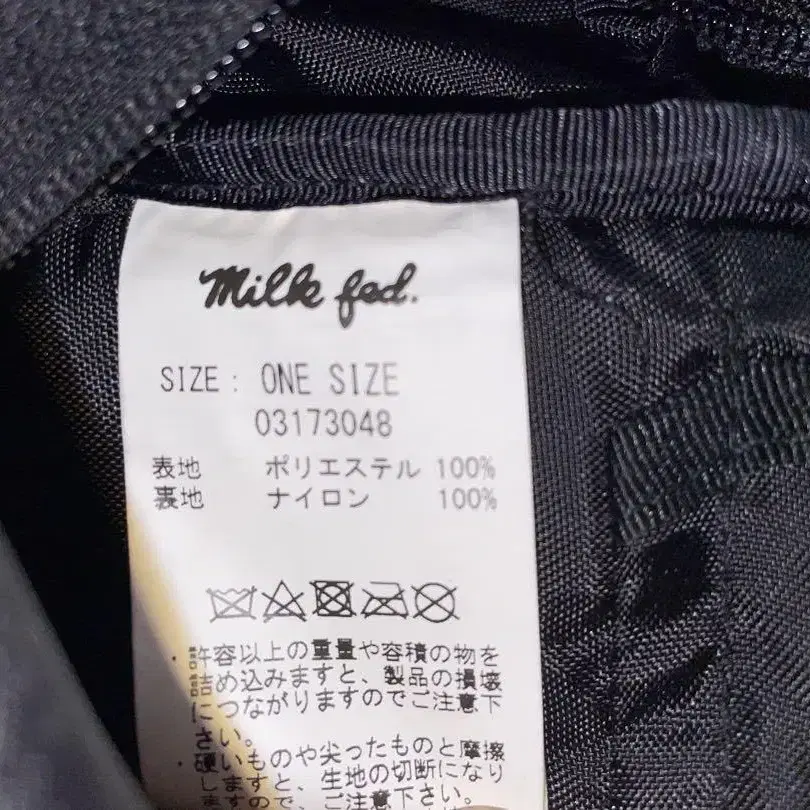 Milk fed.
SIZE : ONE SIZE
03173048
表地 ポリエステル 100%
裏地 ナイロン 100%
・許容以上の重量や容積の物を
詰め込みますと、製品の損壊
につながりますのでご注意下
さい。
・硬いものや尖ったものと摩擦
しますと、生地の切断になり
ますので、ご注意下さい。